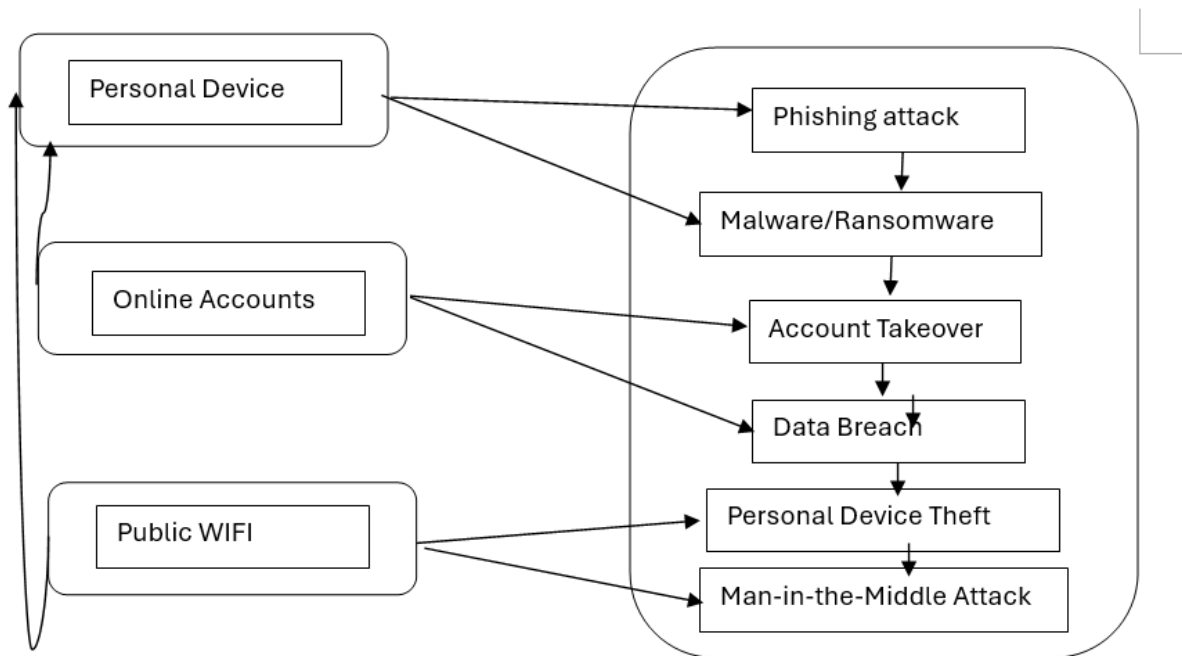 Personal Device
Online Accounts
Public WIFI
Phishing attack
Malware/Ransomware
Account Takeover
Data Breach
Personal Device Theft
Man-in-the-Middle Attack